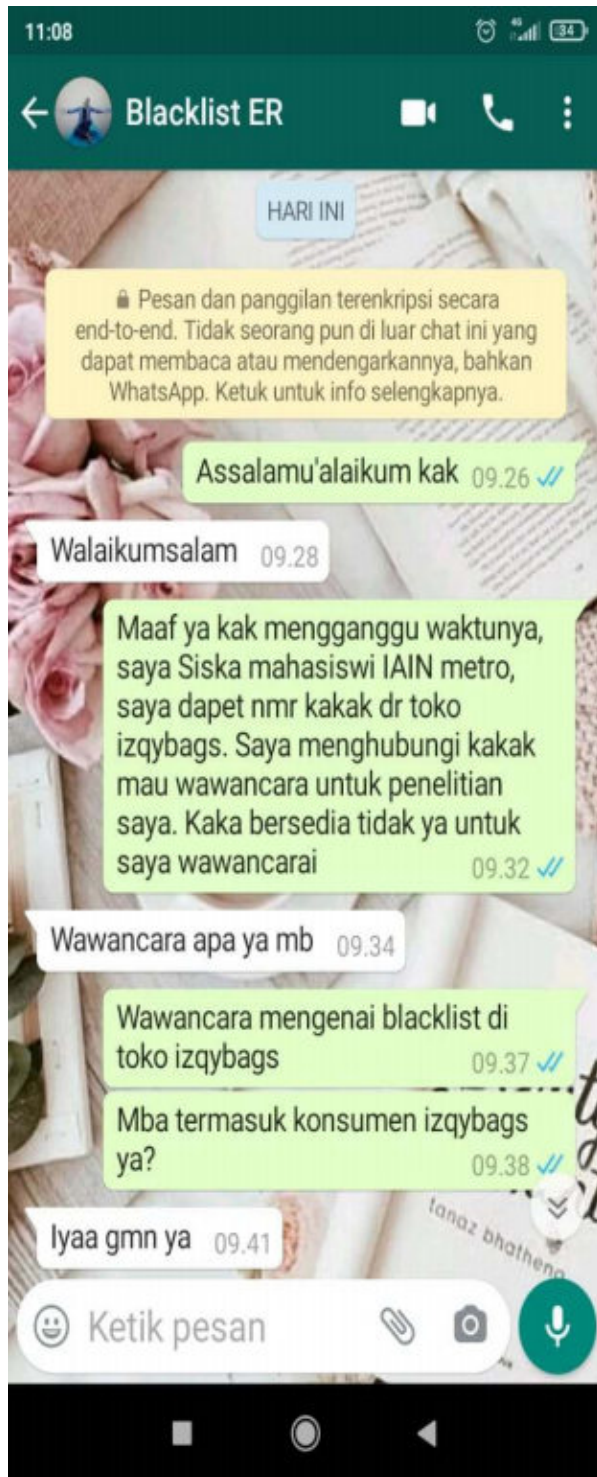 11:08
4G
34
Blacklist ER
HARI INI
Pesan dan panggilan terenkripsi secara
end-to-end. Tidak seorang pun di luar chat ini yang
dapat membaca atau mendengarkannya, bahkan
WhatsApp. Ketuk untuk info selengkapnya.
Assalamu'alaikum kak 09.26
Walaikumsalam 09.28
Maaf ya kak mengganggu waktunya,
saya Siska mahasiswi IAIN metro,
saya dapet nmr kakak dr toko
izqybags. Saya menghubungi kakak
mau wawancara untuk penelitian
saya. Kaka bersedia tidak ya untuk
saya wawancarai 09.32
Wawancara apa ya mb 09.34
Wawancara mengenai blacklist di
toko izqybags 09.37
Mba termasuk konsumen izqybags
ya? 09.38
Iyaa gmn ya 09.41
tanaz bhathena
Ketik pesan